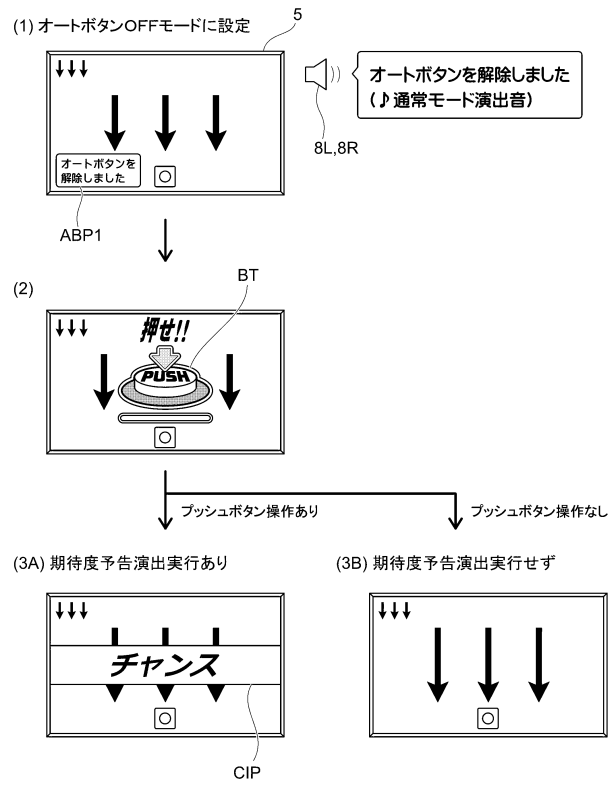 (1) オートボタンOFFモードに設定
5
オートボタンを解除しました
(♪通常モード演出音)
8L,8R
オートボタンを
解除しました
ABP1
(2)
BT
押せ!!
PUSH
プッシュボタン操作あり
プッシュボタン操作なし
(3A) 期待度予告演出実行あり
(3B) 期待度予告演出実行せず
チャンス
CIP